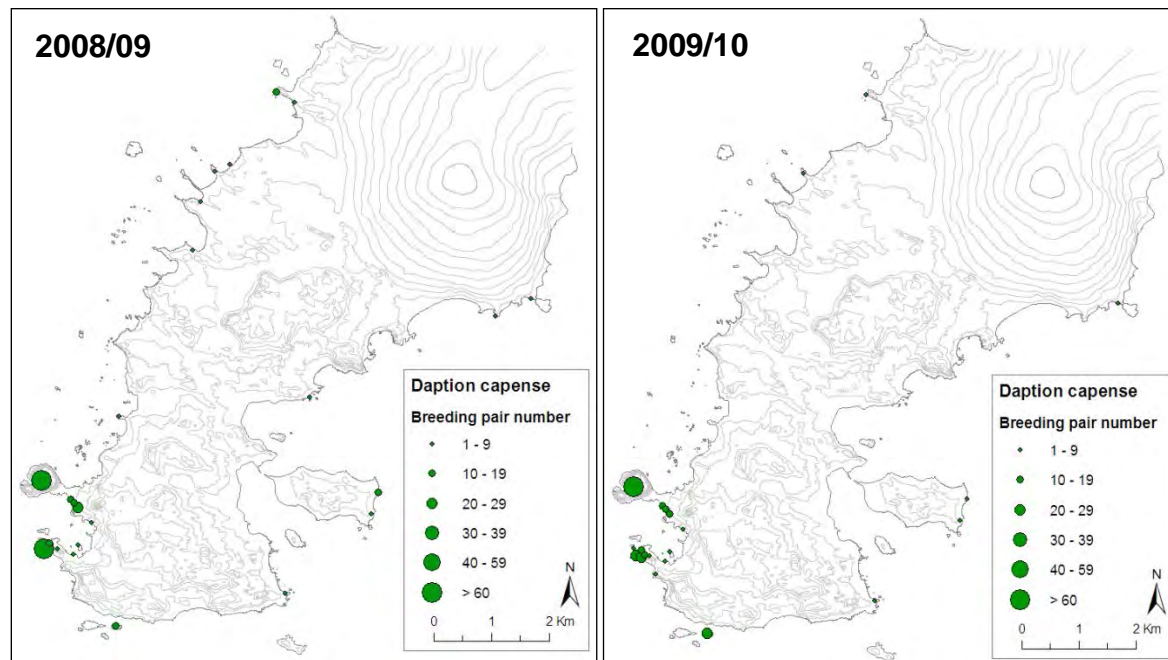 2008/09
Daption capense
Breeding pair number
1 - 9
10 - 19
20 - 29
30 - 39
40 - 59
> 60
N
0 1 2 Km
2009/10
Daption capense
Breeding pair number
1 - 9
10 - 19
20 - 29
30 - 39
40 - 59
> 60
N
0 1 2 Km